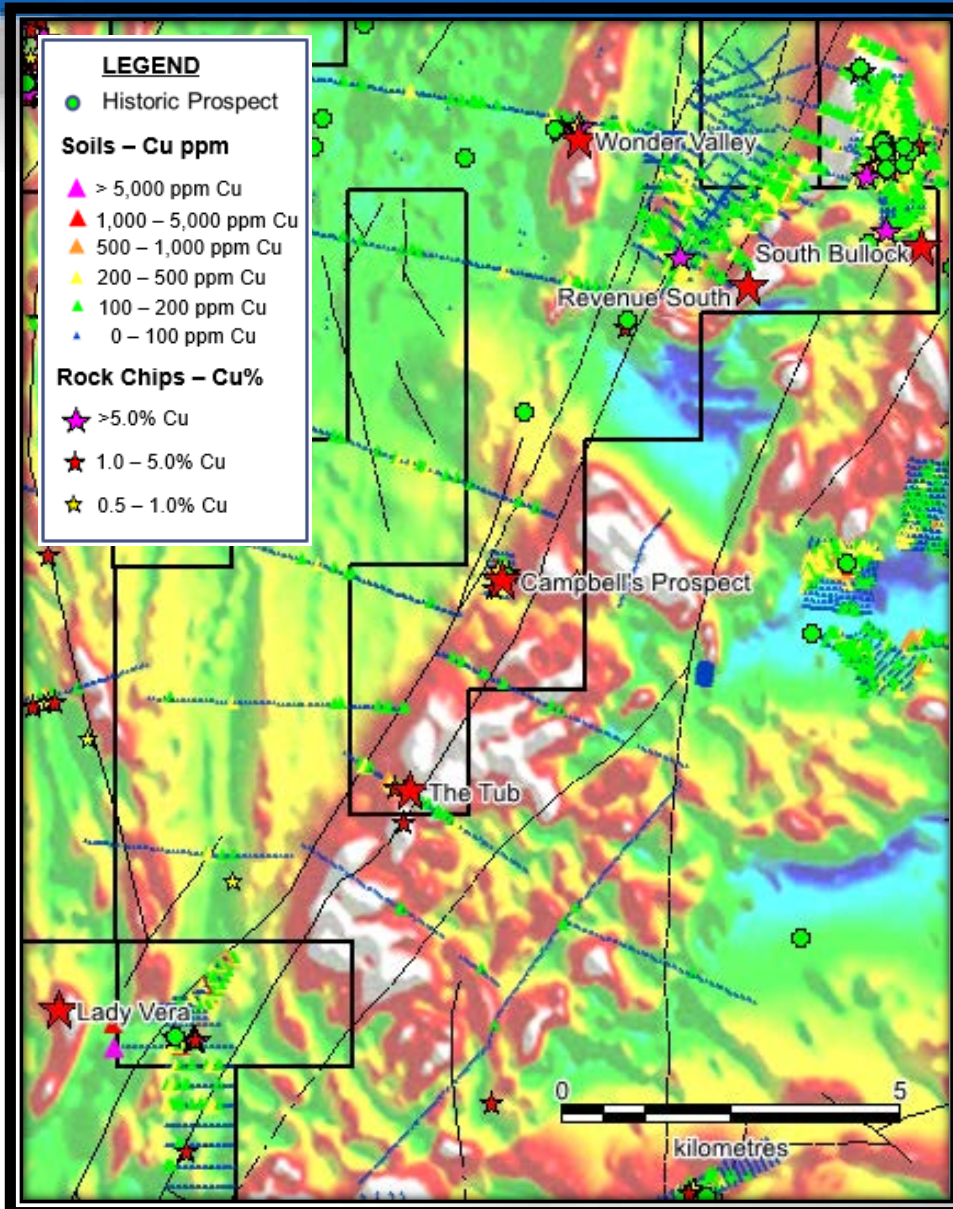 LEGEND
Historic Prospect
Soils – Cu ppm
> 5,000 ppm Cu
1,000 – 5,000 ppm Cu
500 – 1,000 ppm Cu
200 – 500 ppm Cu
100 – 200 ppm Cu
0 – 100 ppm Cu
Rock Chips – Cu%
>5.0% Cu
1.0 – 5.0% Cu
0.5 – 1.0% Cu
Wonder Valley
South Bullock
Revenue South
Campbell's Prospect
The Tub
Lady Vera
0 5
kilometres